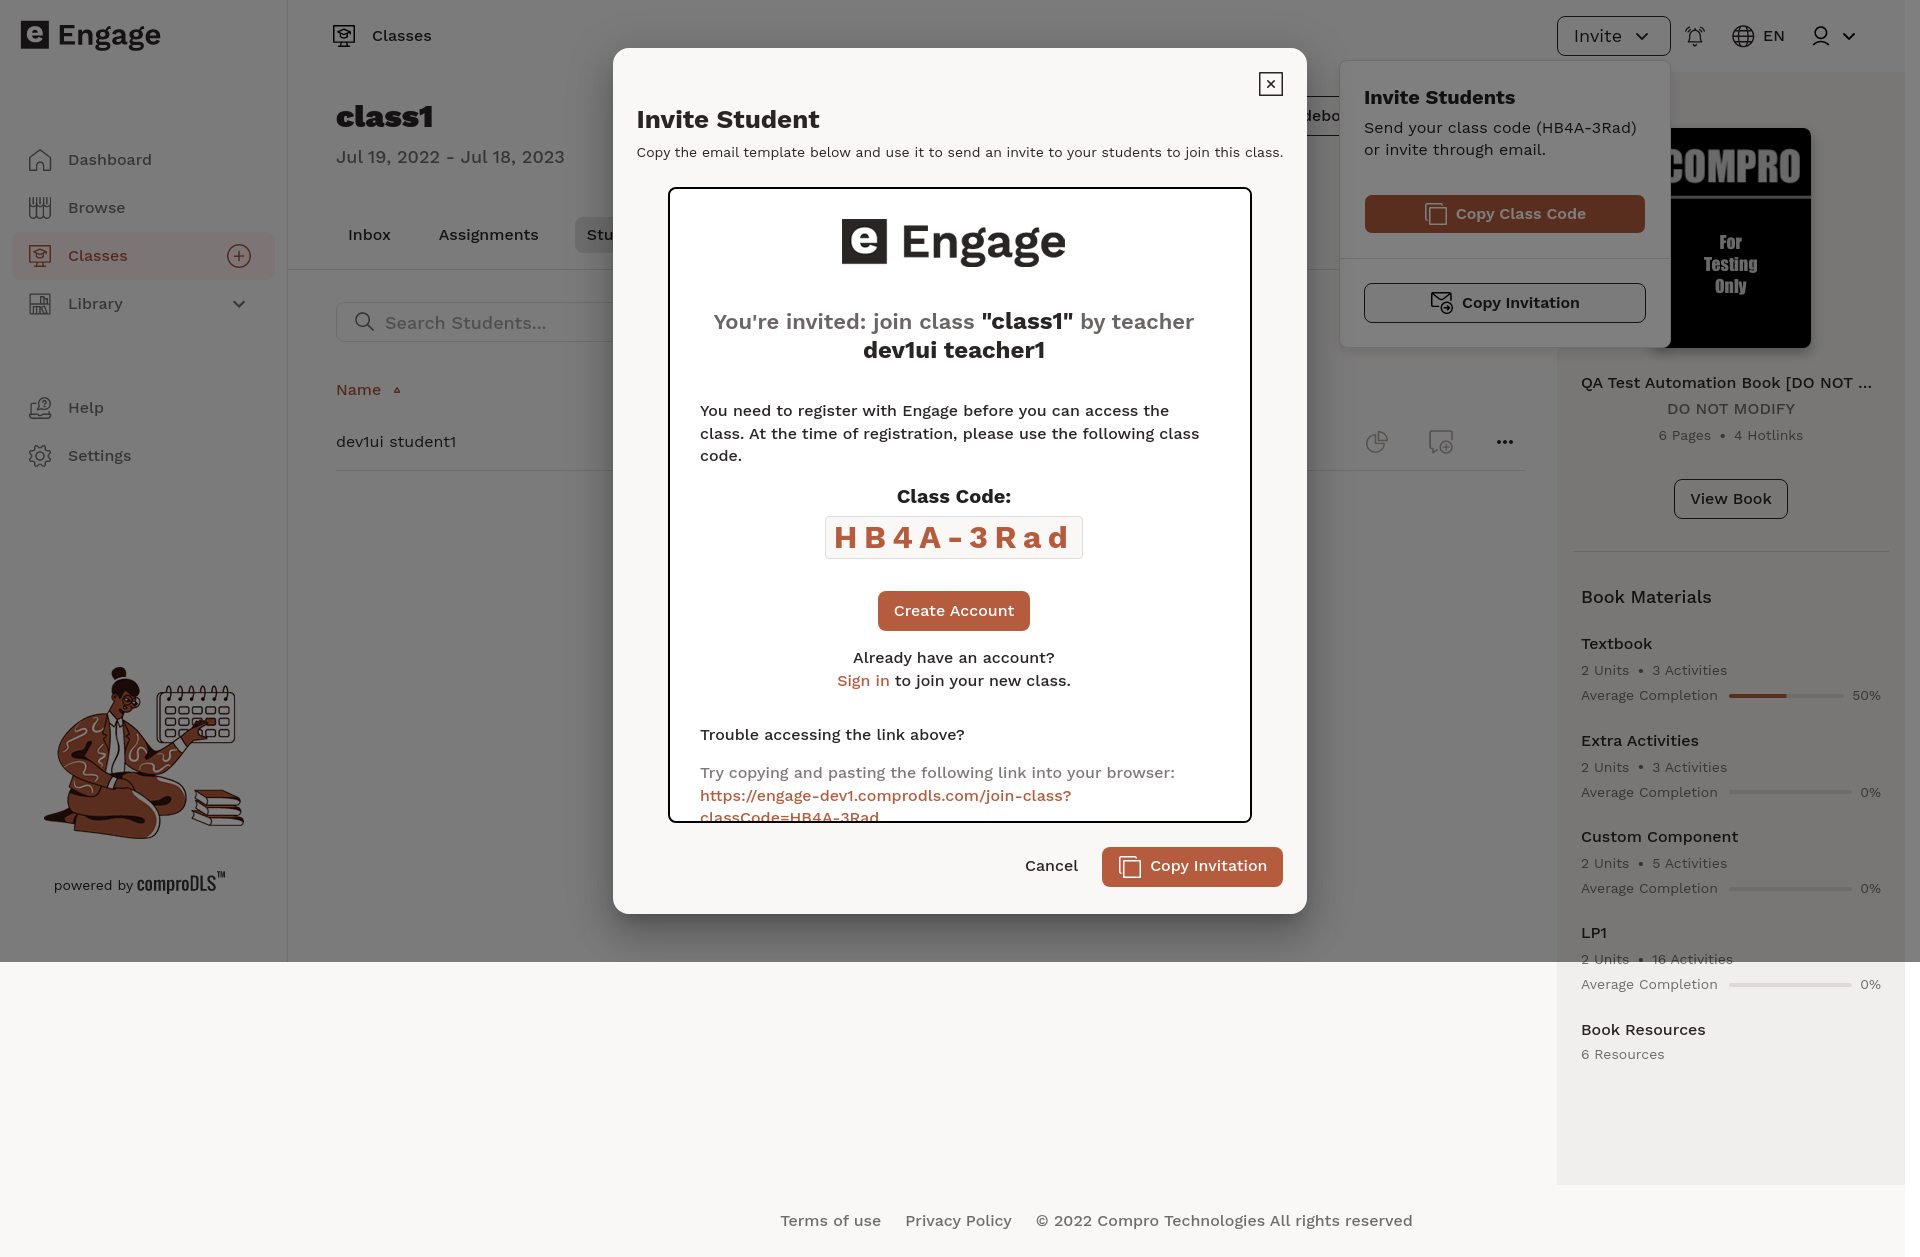 e Engage
Classes
Invite
EN
class1
Jul 19, 2022 - Jul 18, 2023
Dashboard
Browse
Classes
Library
Help
Settings
powered by comproDLS™
Inbox
Assignments
Search Students...
Name
dev1ui student1
Invite Student
Copy the email template below and use it to send an invite to your students to join this class.
e Engage
You're invited: join class "class1" by teacher
dev1ui teacher1
You need to register with Engage before you can access the
class. At the time of registration, please use the following class
code.
Class Code:
HB4A-3Rad
Create Account
Already have an account?
Sign in to join your new class.
Trouble accessing the link above?
Try copying and pasting the following link into your browser:
https://engage-dev1.comprodls.com/join-class?
classCode=HB4A-3Rad
Cancel
Copy Invitation
Invite Students
Send your class code (HB4A-3Rad)
or invite through email.
Copy Class Code
Copy Invitation
COMPRO
For
Testing
Only
QA Test Automation Book [DO NOT ...
DO NOT MODIFY
6 Pages • 4 Hotlinks
View Book
Book Materials
Textbook
2 Units • 3 Activities
Average Completion 50%
Extra Activities
2 Units • 3 Activities
Average Completion 0%
Custom Component
2 Units • 5 Activities
Average Completion 0%
LP1
2 Units • 16 Activities
Average Completion 0%
Book Resources
6 Resources
Terms of use
Privacy Policy
© 2022 Compro Technologies All rights reserved